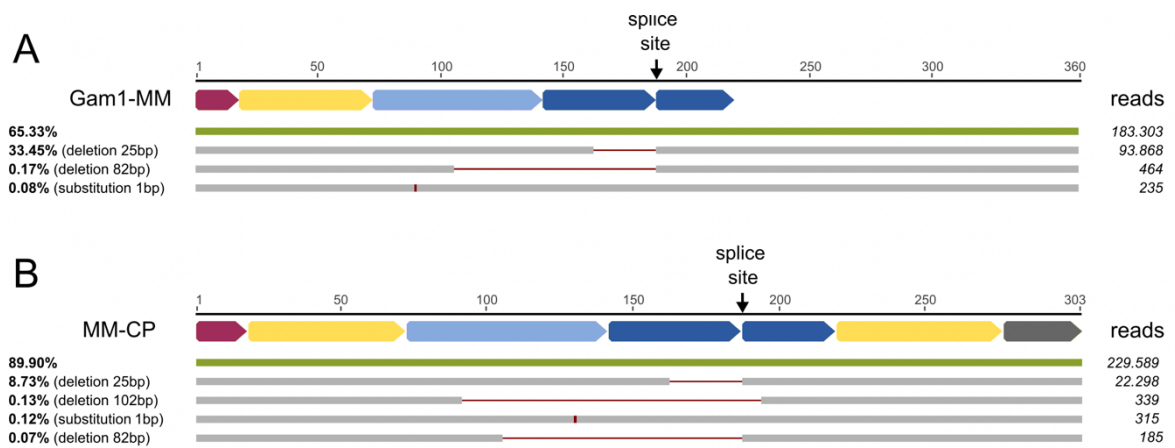 A
splice
site
1 50 100 150 200 250 300 360
Gam1-MM
reads
65.33% 183.303
33.45% (deletion 25bp) 93.868
0.17% (deletion 82bp) 464
0.08% (substitution 1bp) 235
B
splice
site
1 50 100 150 200 250 303
MM-CP
reads
89.90% 229.589
8.73% (deletion 25bp) 22.298
0.13% (deletion 102bp) 339
0.12% (substitution 1bp) 315
0.07% (deletion 82bp) 185